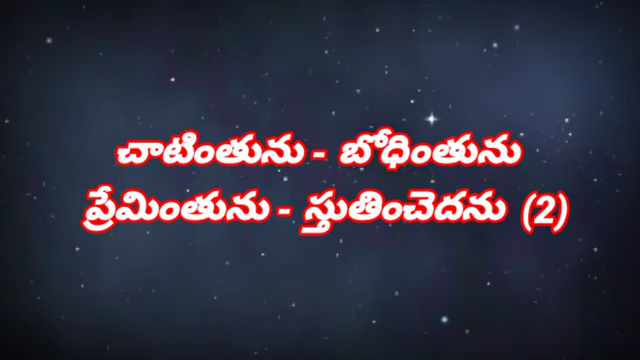 చాటింతును - బోధింతును
ప్రేమింతును - స్తుతించెదను (2)